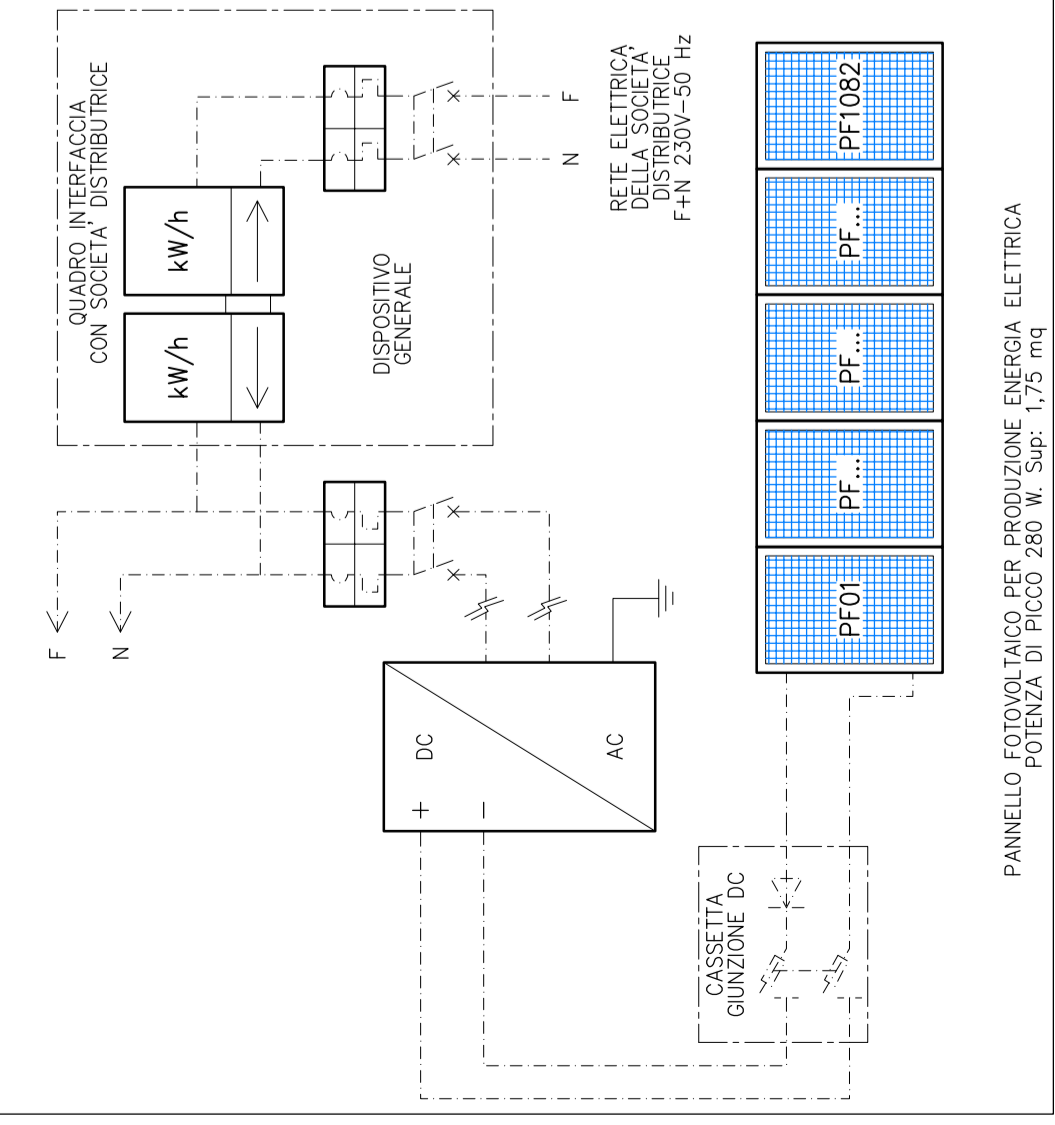 QUADRO INTERFACCIA
CON SOCIETA' DISTRIBUTRICE
kW/h
kW/h
DISPOSITIVO
GENERALE
F
N
RETE ELETTRICA
DELLA SOCIETA'
DISTRIBUTRICE
F+N 230V-50 Hz
F
N
DC
AC
+
-
CASSETTA
GIUNZIONE DC
PF01
PF...
PF...
PF...
PF1082
PANNELLO FOTOVOLTAICO PER PRODUZIONE ENERGIA ELETTRICA
POTENZA DI PICCO 280 W. Sup: 1,75 mq